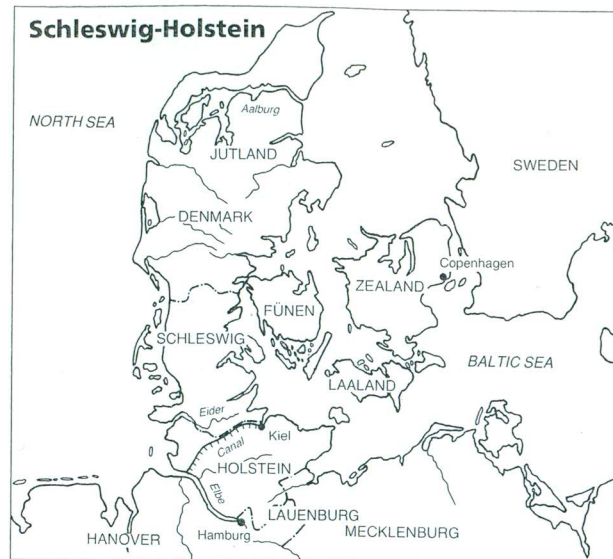 Schleswig-Holstein
Aalburg
NORTH SEA
JUTLAND
SWEDEN
DENMARK
Copenhagen
ZEALAND
FÜNEN
SCHLESWIG
BALTIC SEA
LAALAND
Eider
Kiel
Canal
HOLSTEIN
Elbe
LAUENBURG
HANOVER
Hamburg
MECKLENBURG